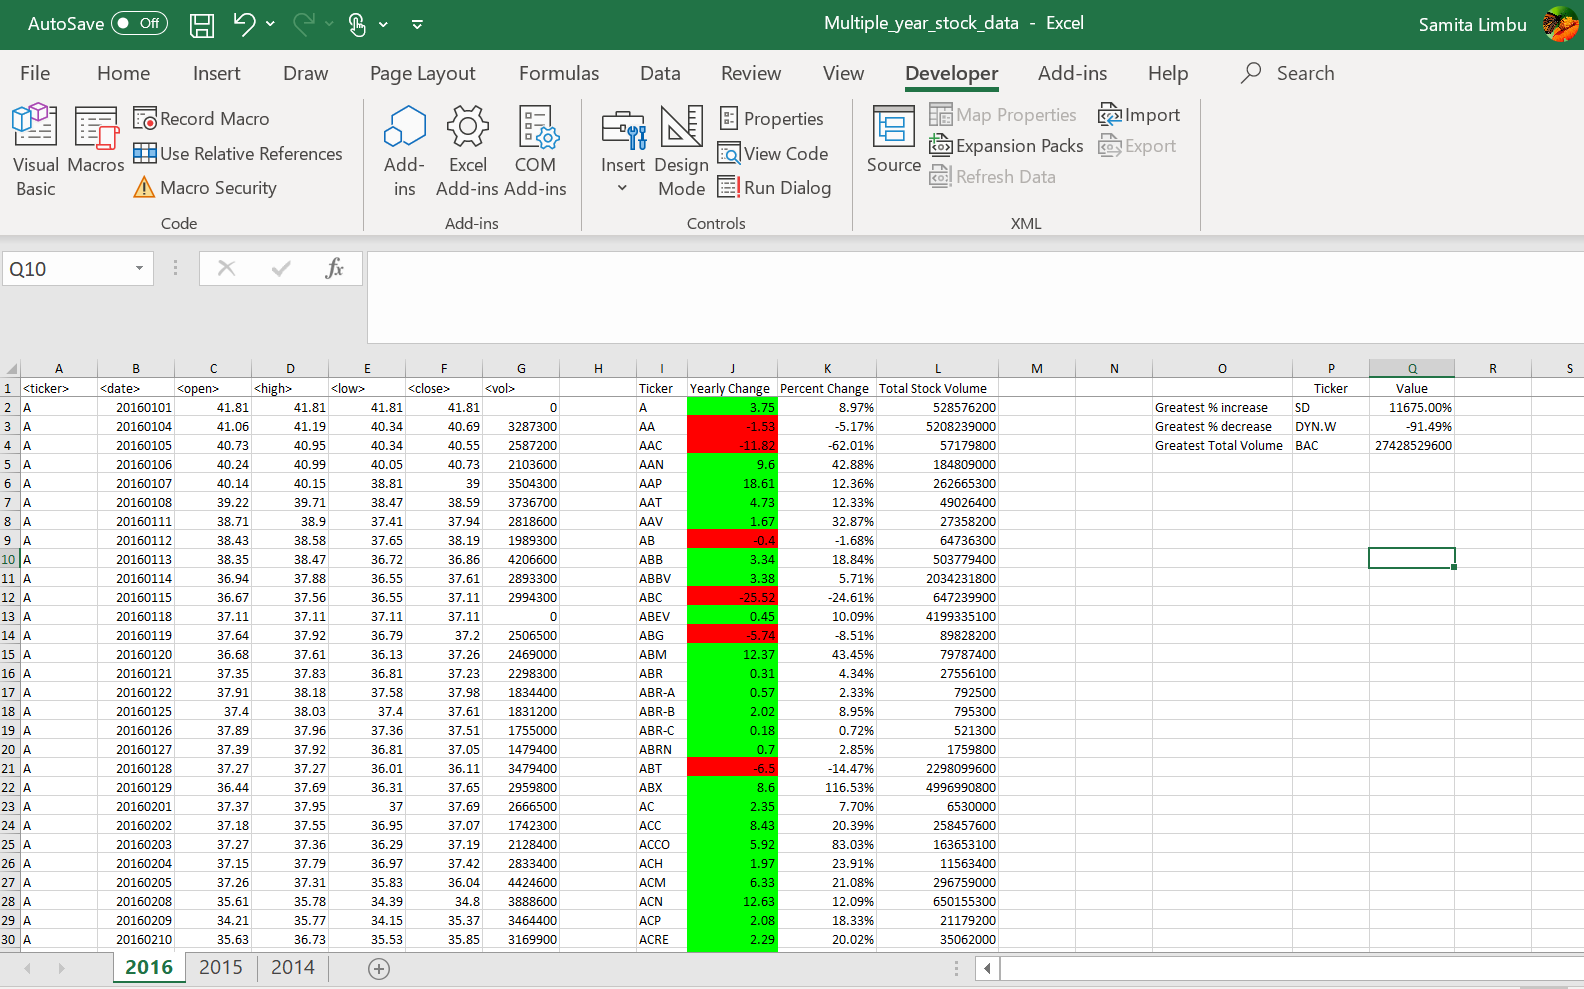 AutoSave Off Multiple_year_stock_data - Excel Samita Limbu
File Home Insert Draw Page Layout Formulas Data Review View Developer Add-ins Help Search
Visual Basic
Macros
Record Macro
Use Relative References
Macro Security
Code
Add-ins
Excel Add-ins
COM Add-ins
Add-ins
Insert
Design Mode
Properties
View Code
Run Dialog
Controls
Source
Map Properties
Expansion Packs
Refresh Data
Import
Export
XML
Q10 fx
A B C D E F G H I J K L M N O P Q R S
1 <ticker> <date> <open> <high> <low> <close> <vol> Ticker Yearly Change Percent Change Total Stock Volume Ticker Value
2 A 20160101 41.81 41.81 41.81 41.81 0 A 3.75 8.97% 528576200 Greatest % increase SD 11675.00%
3 A 20160104 41.06 41.19 40.34 40.69 3287300 AA -1.53 -5.17% 5208239000 Greatest % decrease DYN.W -91.49%
4 A 20160105 40.73 40.95 40.34 40.55 2587200 AAC -11.82 -62.01% 57179800 Greatest Total Volume BAC 27428529600
5 A 20160106 40.24 40.99 40.05 40.73 2103600 AAN 9.6 42.88% 184809000
6 A 20160107 40.14 40.15 38.81 39 3504300 AAP 18.61 12.36% 262665300
7 A 20160108 39.22 39.71 38.47 38.59 3736700 AAT 4.73 12.33% 49026400
8 A 20160111 38.71 38.9 37.41 37.94 2818600 AAV 1.67 32.87% 27358200
9 A 20160112 38.43 38.58 37.65 38.19 1989300 AB -0.4 -1.68% 64736300
10 A 20160113 38.35 38.47 36.72 36.86 4206600 ABB 3.34 18.84% 503779400
11 A 20160114 36.94 37.88 36.55 37.61 2893300 ABBV 3.38 5.71% 2034231800
12 A 20160115 36.67 37.56 36.55 37.11 2994300 ABC -25.52 -24.61% 647239900
13 A 20160118 37.11 37.11 37.11 37.11 0 ABEV 0.45 10.09% 4199335100
14 A 20160119 37.64 37.92 36.79 37.2 2506500 ABG -5.74 -8.51% 89828200
15 A 20160120 36.68 37.61 36.13 37.26 2469000 ABM 12.37 43.45% 79787400
16 A 20160121 37.35 37.83 36.81 37.23 2298300 ABR 0.31 4.34% 27556100
17 A 20160122 37.91 38.18 37.58 37.98 1834400 ABR-A 0.57 2.33% 792500
18 A 20160125 37.4 38.03 37.4 37.61 1831200 ABR-B 2.02 8.95% 795300
19 A 20160126 37.89 37.96 37.36 37.51 1755000 ABR-C 0.18 0.72% 521300
20 A 20160127 37.39 37.92 36.81 37.05 1479400 ABRN 0.7 2.85% 1759800
21 A 20160128 37.27 37.27 36.01 36.11 3479400 ABT -6.5 -14.47% 2298099600
22 A 20160129 36.44 37.69 36.31 37.65 2959800 ABX 8.6 116.53% 4996990800
23 A 20160201 37.37 37.95 37 37.69 2666500 AC 2.35 7.70% 6530000
24 A 20160202 37.18 37.55 36.95 37.07 1742300 ACC 8.43 20.39% 258457600
25 A 20160203 37.27 37.36 36.29 37.19 2128400 ACCO 5.92 83.03% 163653100
26 A 20160204 37.15 37.79 36.97 37.42 2833400 ACH 1.97 23.91% 11563400
27 A 20160205 37.26 37.31 35.83 36.04 4424600 ACM 6.33 21.08% 296759000
28 A 20160208 35.61 35.78 34.39 34.8 3888600 ACN 12.63 12.09% 650155300
29 A 20160209 34.21 35.77 34.15 35.37 3464400 ACP 2.08 18.33% 21179200
30 A 20160210 35.63 36.73 35.53 35.85 3169900 ACRE 2.29 20.02% 35062000
2016 2015 2014